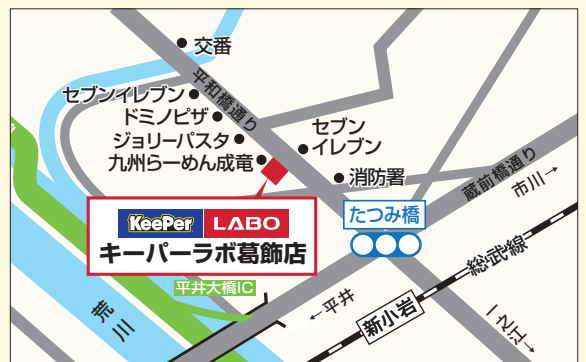 交番
平和橋通り
セブンイレブン
ドミノピザ
ジョリーパスタ
九州らーめん成竜
セブン
イレブン
消防署
蔵前橋通り
市川→
たつみ橋
KeePer LABO
キーパーラボ葛飾店
平井大橋IC
荒川
←平井
新小岩
総武線
一之江→